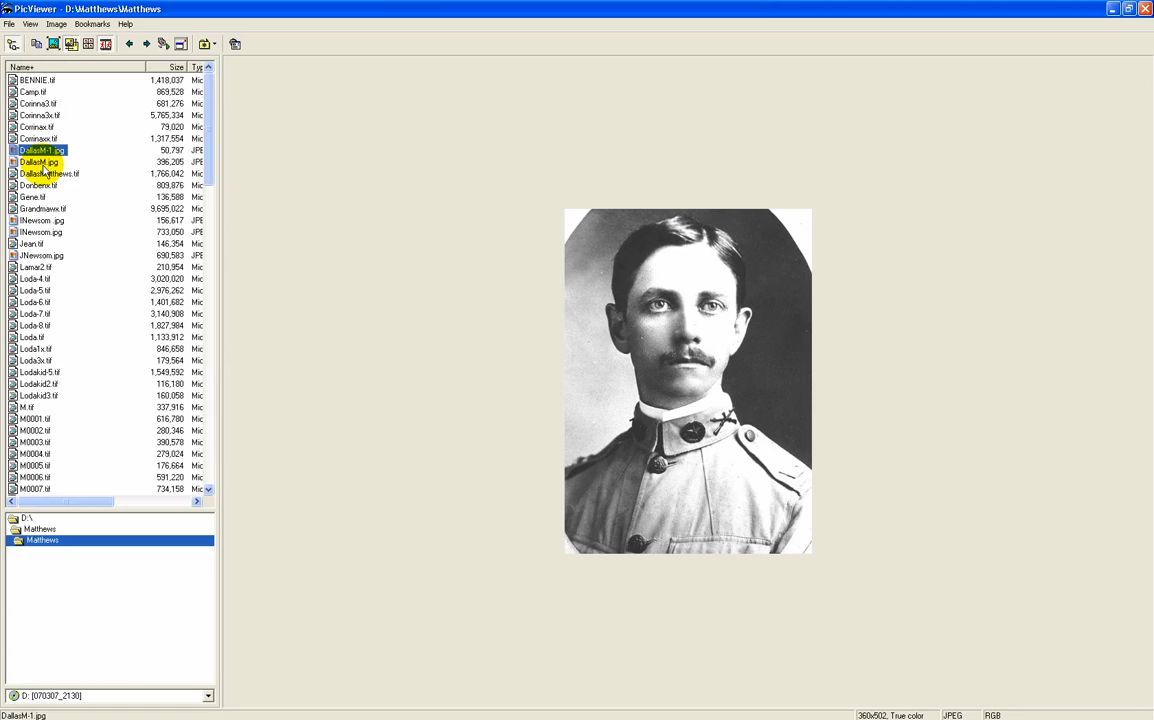 PicViewer - D:\Matthews\Matthews
File View Image Bookmarks Help
Name+ Size Typ
BENNIE.tif 1,418,037 Mic
Camp.tif 869,528 Mic
Corinna3.tif 681,276 Mic
Corinna3x.tif 5,765,334 Mic
Corrinax.tif 79,020 Mic
Corrinaxx.tif 1,317,554 Mic
DallasM-1.jpg 50,797 JPE
DallasM.jpg 396,205 JPE
1,766,042 Mic
Donbenx.tif 809,876 Mic
Gene.tif 136,588 Mic
Grandmawx.tif 9,695,022 Mic
INewsom .jpg 156,617 JPE
INewsom.jpg 733,050 JPE
Jean.tif 146,354 Mic
JNewsom.jpg 690,583 JPE
Lamar2.tif 210,954 Mic
Loda-4.tif 3,020,020 Mic
Loda-5.tif 2,976,262 Mic
Loda-6.tif 1,401,682 Mic
Loda-7.tif 3,140,908 Mic
Loda-8.tif 1,827,984 Mic
Loda.tif 1,133,912 Mic
Loda1x.tif 846,658 Mic
Loda3x.tif 179,564 Mic
Lodakid-5.tif 1,549,592 Mic
Lodakid2.tif 116,180 Mic
Lodakid3.tif 160,058 Mic
M.tif 337,916 Mic
M0001.tif 616,780 Mic
M0002.tif 280,346 Mic
M0003.tif 390,578 Mic
M0004.tif 279,024 Mic
M0005.tif 176,664 Mic
M0006.tif 591,220 Mic
M0007.tif 734,158 Mic
D:\
Matthews
Matthews
D: [070307_2130]
DallasM-1.jpg 360x502, True color JPEG RGB